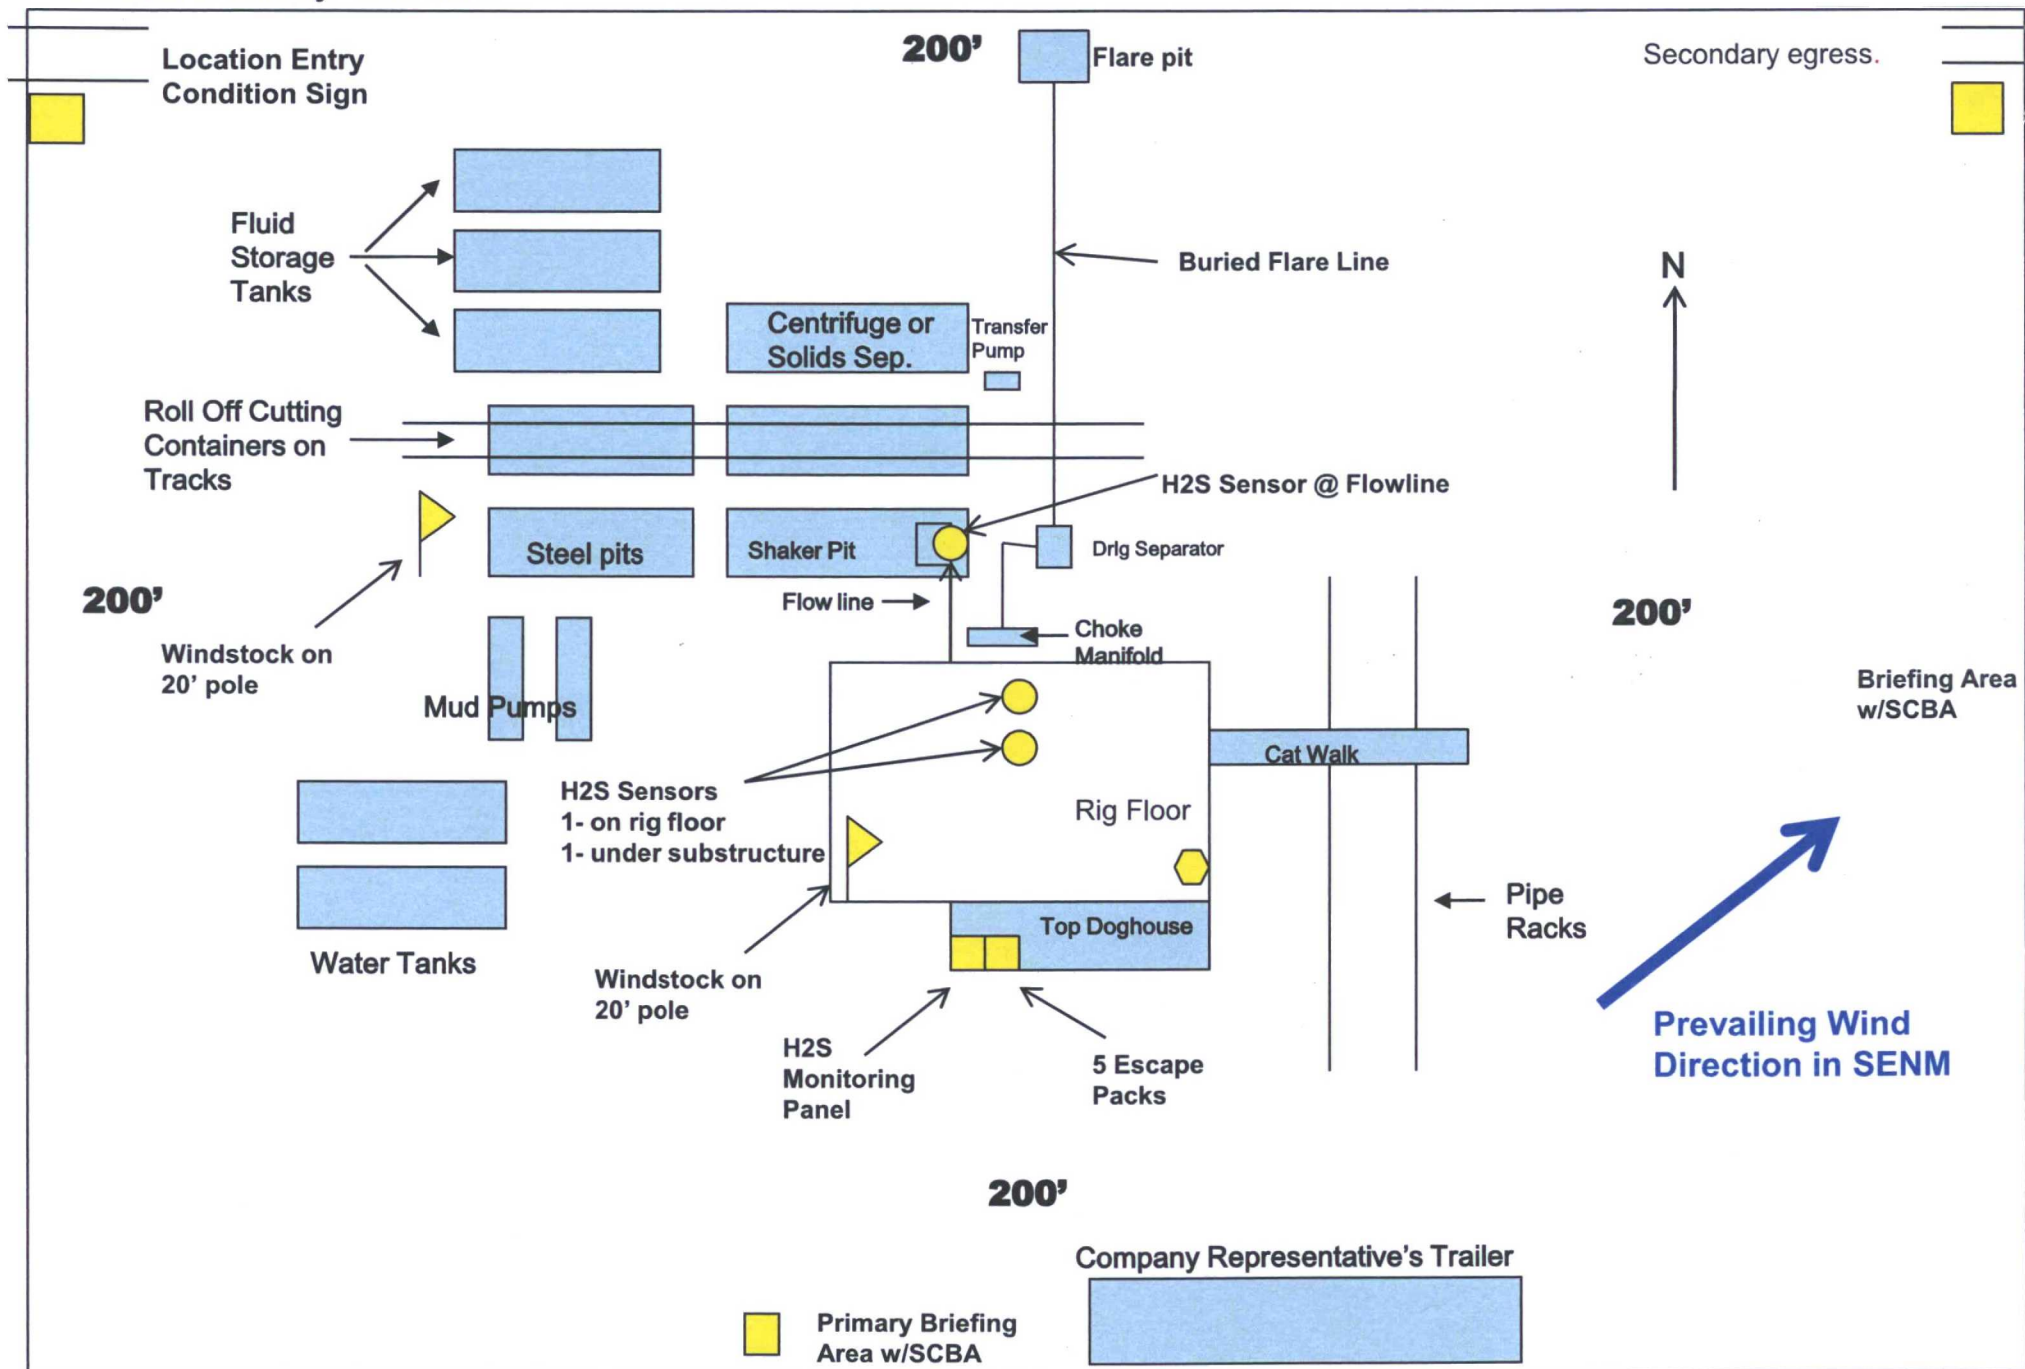 Location Entry
Condition Sign
200'
Flare pit
Secondary egress.
Fluid
Storage
Tanks
Buried Flare Line
N
Centrifuge or
Solids Sep.
Transfer
Pump
Roll Off Cutting
Containers on
Tracks
H2S Sensor @ Flowline
Steel pits
Shaker Pit
Drlg Separator
200'
Flow line
200'
Windstock on
20' pole
Choke
Manifold
Mud Pumps
Briefing Area
w/SCBA
Cat Walk
H2S Sensors
1- on rig floor
1- under substructure
Rig Floor
Water Tanks
Top Doghouse
Pipe
Racks
Windstock on
20' pole
Prevailing Wind
Direction in SENM
H2S
Monitoring
Panel
5 Escape
Packs
200'
Company Representative's Trailer
Primary Briefing
Area w/SCBA